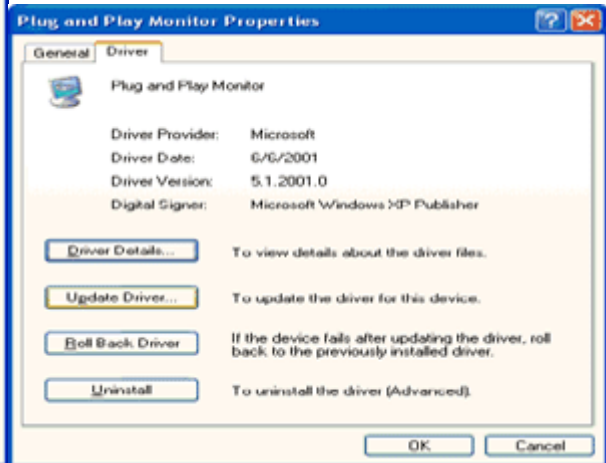 Plug and Play Monitor Properties
General Driver
Plug and Play Monitor
Driver Provider: Microsoft
Driver Date: 6/6/2001
Driver Version: 5.1.2001.0
Digital Signer: Microsoft Windows XP Publisher
Driver Details... To view details about the driver files.
Update Driver... To update the driver for this device.
Roll Back Driver If the device fails after updating the driver, roll
back to the previously installed driver.
Uninstall To uninstall the driver (Advanced).
OK Cancel